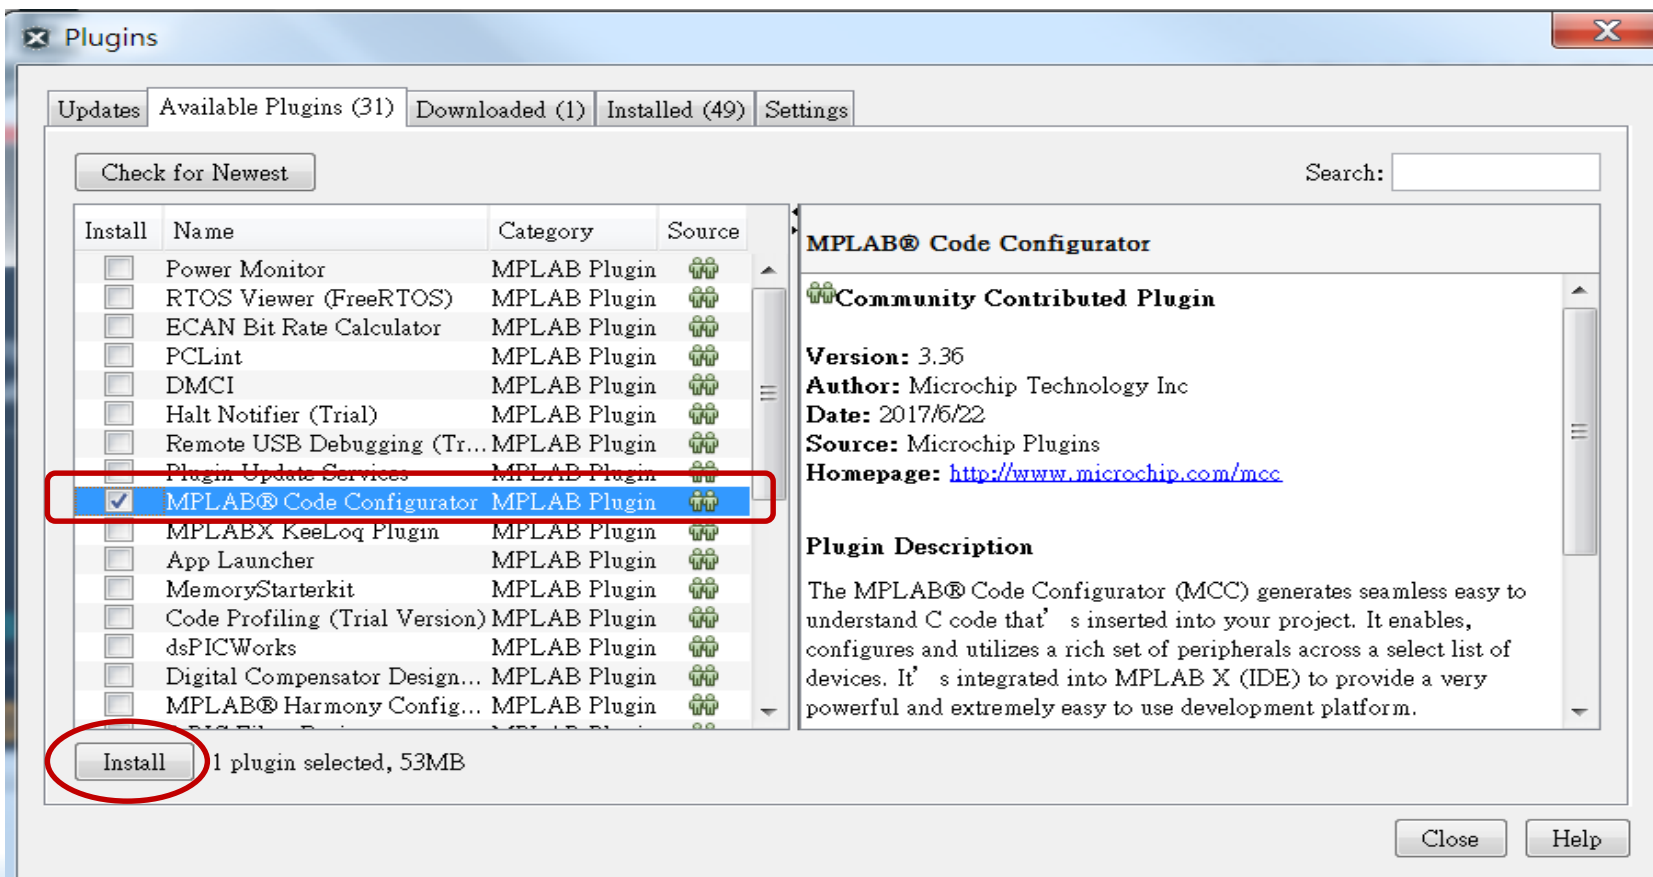 Plugins
Updates
Available Plugins (31)
Downloaded (1)
Installed (49)
Settings
Check for Newest
Search:
Install Name Category Source
Power Monitor MPLAB Plugin
RTOS Viewer (FreeRTOS) MPLAB Plugin
ECAN Bit Rate Calculator MPLAB Plugin
PCLint MPLAB Plugin
DMCI MPLAB Plugin
Halt Notifier (Trial) MPLAB Plugin
Remote USB Debugging (Tr... MPLAB Plugin
Plugin Update Services MPLAB Plugin
MPLAB® Code Configurator MPLAB Plugin
MPLABX KeeLoq Plugin MPLAB Plugin
App Launcher MPLAB Plugin
MemoryStarterkit MPLAB Plugin
Code Profiling (Trial Version) MPLAB Plugin
dsPICWorks MPLAB Plugin
Digital Compensator Design... MPLAB Plugin
MPLAB® Harmony Config... MPLAB Plugin
MPLAB® Code Configurator
Community Contributed Plugin
Version: 3.36
Author: Microchip Technology Inc
Date: 2017/6/22
Source: Microchip Plugins
Homepage: http://www.microchip.com/mcc
Plugin Description
The MPLAB® Code Configurator (MCC) generates seamless easy to
understand C code that’s inserted into your project. It enables,
configures and utilizes a rich set of peripherals across a select list of
devices. It’s integrated into MPLAB X (IDE) to provide a very
powerful and extremely easy to use development platform.
Install
1 plugin selected, 53MB
Close
Help